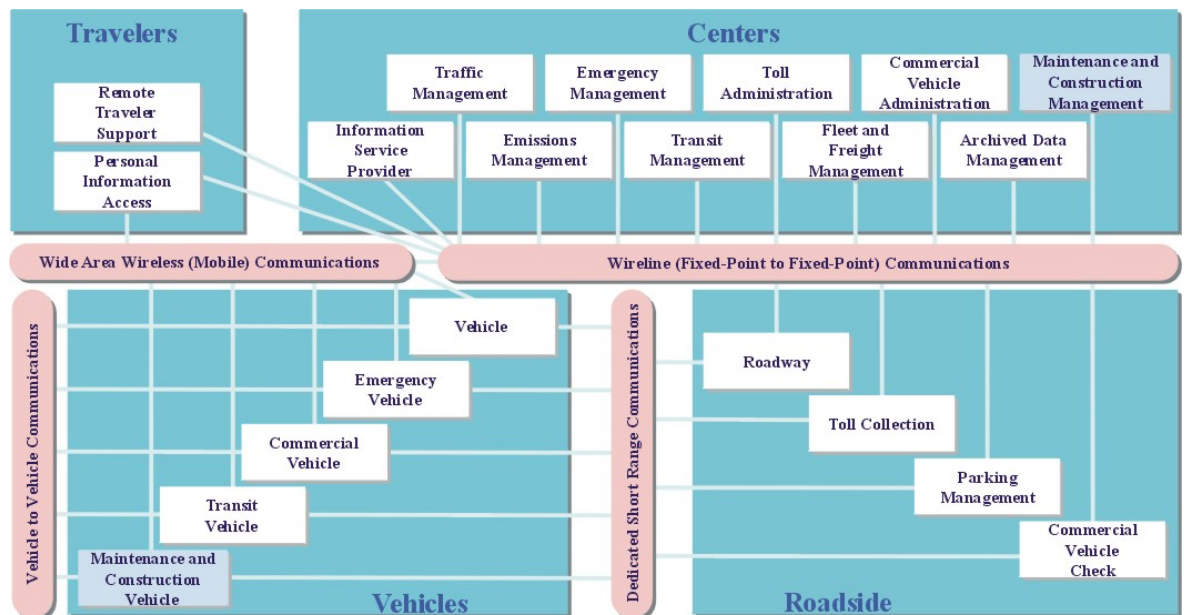 Travelers
Remote
Traveler
Support
Personal
Information
Access
Centers
Traffic
Management
Emergency
Management
Toll
Administration
Commercial
Vehicle
Administration
Maintenance and
Construction
Management
Information
Service
Provider
Emissions
Management
Transit
Management
Fleet and
Freight
Management
Archived Data
Management
Wide Area Wireless (Mobile) Communications
Wireline (Fixed-Point to Fixed-Point) Communications
Vehicle to Vehicle Communications
Vehicle
Emergency
Vehicle
Commercial
Vehicle
Transit
Vehicle
Maintenance and
Construction
Vehicle
Vehicles
Dedicated Short Range Communications
Roadway
Toll Collection
Parking
Management
Commercial
Vehicle
Check
Roadside